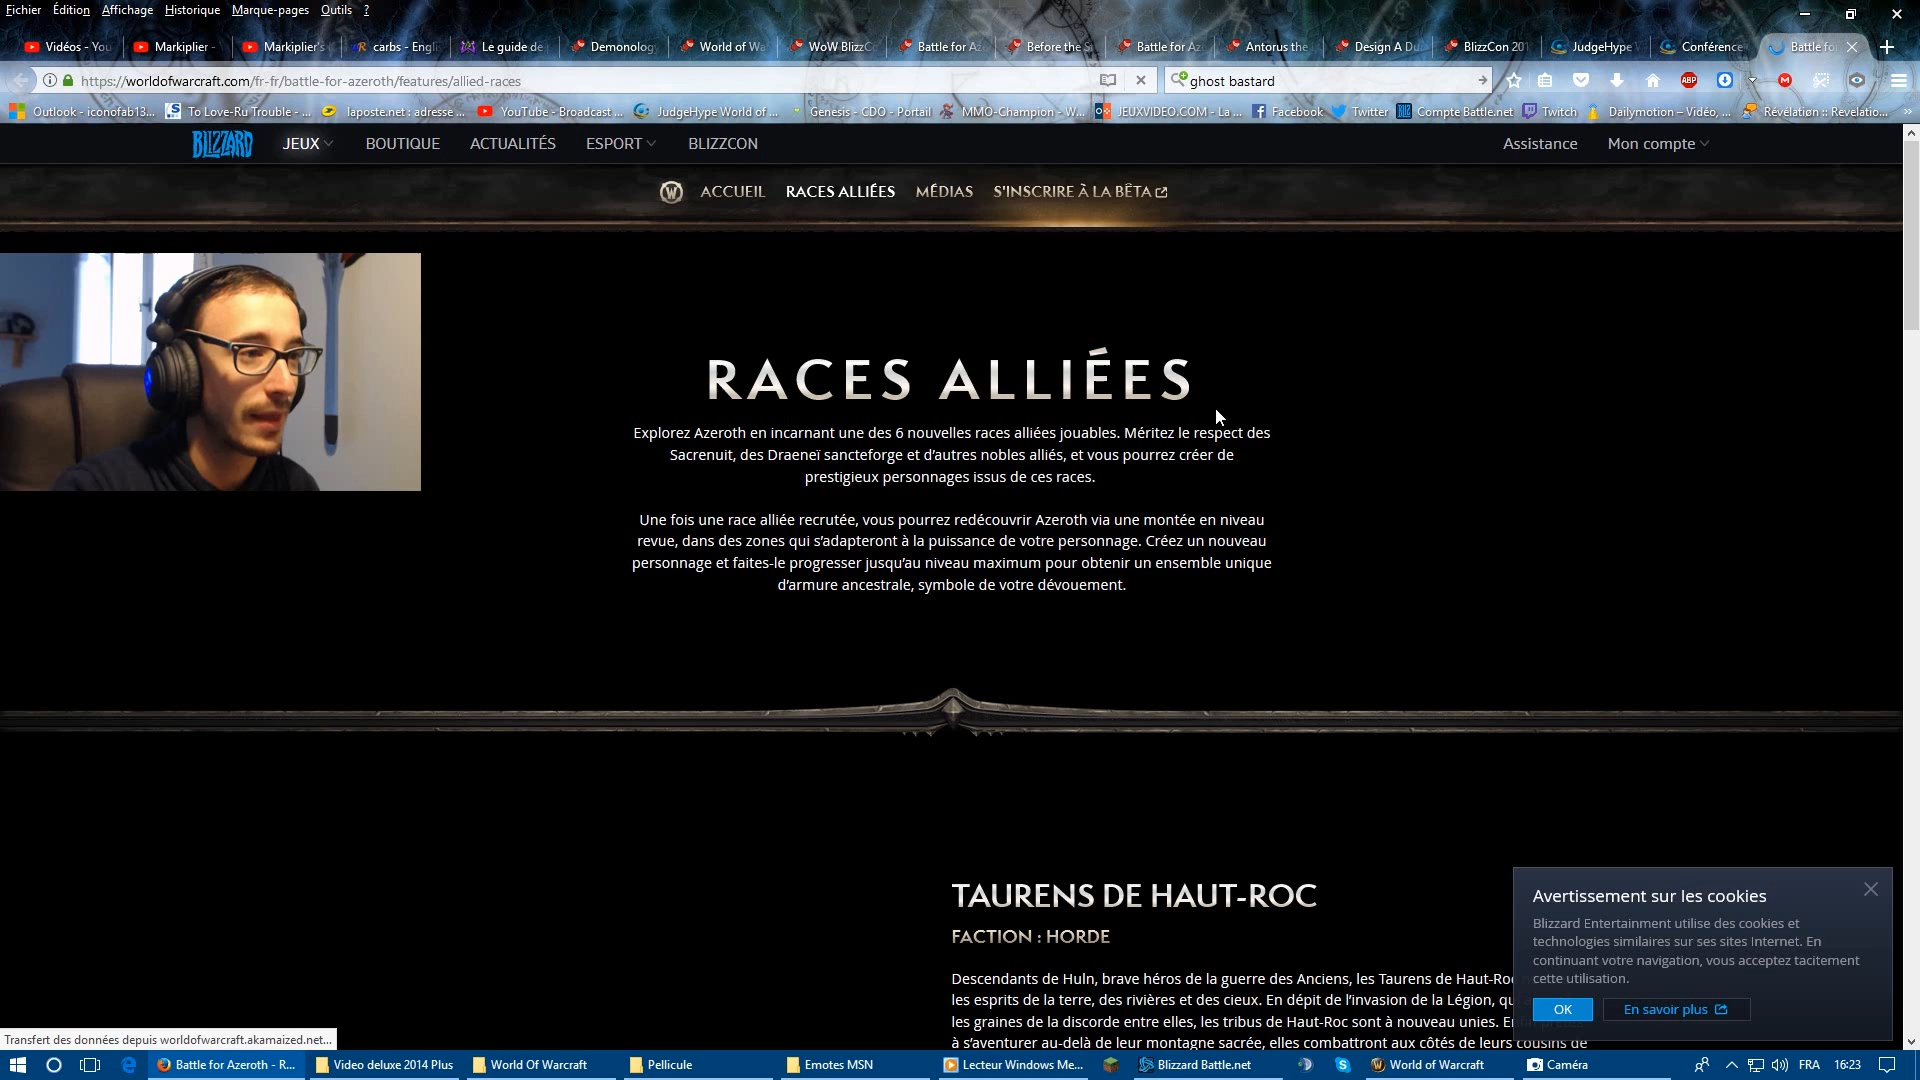 Fichier Édition Affichage Historique Marque-pages Outils ?
Vidéos - You Markiplier - Markiplier's carbs - Engli Le guide de Demonology World of Wa WoW BlizzC Battle for Az Before the S Battle for Az Antorus the Design A Du BlizzCon 201 JudgeHype Conférence Battle fo
https://worldofwarcraft.com/fr-fr/battle-for-azeroth/features/allied-races
ghost bastard
ABP
Outlook - iconofab13... To Love-Ru Trouble - ... laposte.net : adresse ... YouTube - Broadcast ... JudgeHype World of ... Genesis - CDO - Portail MMO-Champion - W... JEUXVIDEO.COM - La ... Facebook Twitter Compte Battle.net Twitch Dailymotion – Vidéo, ... Révélation :: Revelatio... »
BLIZZARD JEUX BOUTIQUE ACTUALITÉS ESPORT BLIZZCON Assistance Mon compte
W ACCUEIL RACES ALLIÉES MÉDIAS S'INSCRIRE À LA BÊTA
RACES ALLIÉES
Explorez Azeroth en incarnant une des 6 nouvelles races alliées jouables. Méritez le respect des
Sacrenuit, des Draeneï sancteforge et d'autres nobles alliés, et vous pourrez créer de
prestigieux personnages issus de ces races.
Une fois une race alliée recrutée, vous pourrez redécouvrir Azeroth via une montée en niveau
revue, dans des zones qui s'adapteront à la puissance de votre personnage. Créez un nouveau
personnage et faites-le progresser jusqu'au niveau maximum pour obtenir un ensemble unique
d'armure ancestrale, symbole de votre dévouement.
TAURENS DE HAUT-ROC
FACTION : HORDE
Descendants de Huln, brave héros de la guerre des Anciens, les Taurens de Haut-Roc
les esprits de la terre, des rivières et des cieux. En dépit de l'invasion de la Légion, qui
les graines de la discorde entre elles, les tribus de Haut-Roc sont à nouveau unies. Enfin
à s'aventurer au-delà de leur montagne sacrée, elles combattront aux côtés de leurs cousins de
Avertissement sur les cookies
Blizzard Entertainment utilise des cookies et
technologies similaires sur ses sites Internet. En
continuant votre navigation, vous acceptez tacitement
cette utilisation.
OK En savoir plus
Transfert des données depuis worldofwarcraft.akamaized.net...
Battle for Azeroth - R... Video deluxe 2014 Plus World Of Warcraft Pellicule Emotes MSN Lecteur Windows Me... Blizzard Battle.net World of Warcraft Caméra FRA 16:23